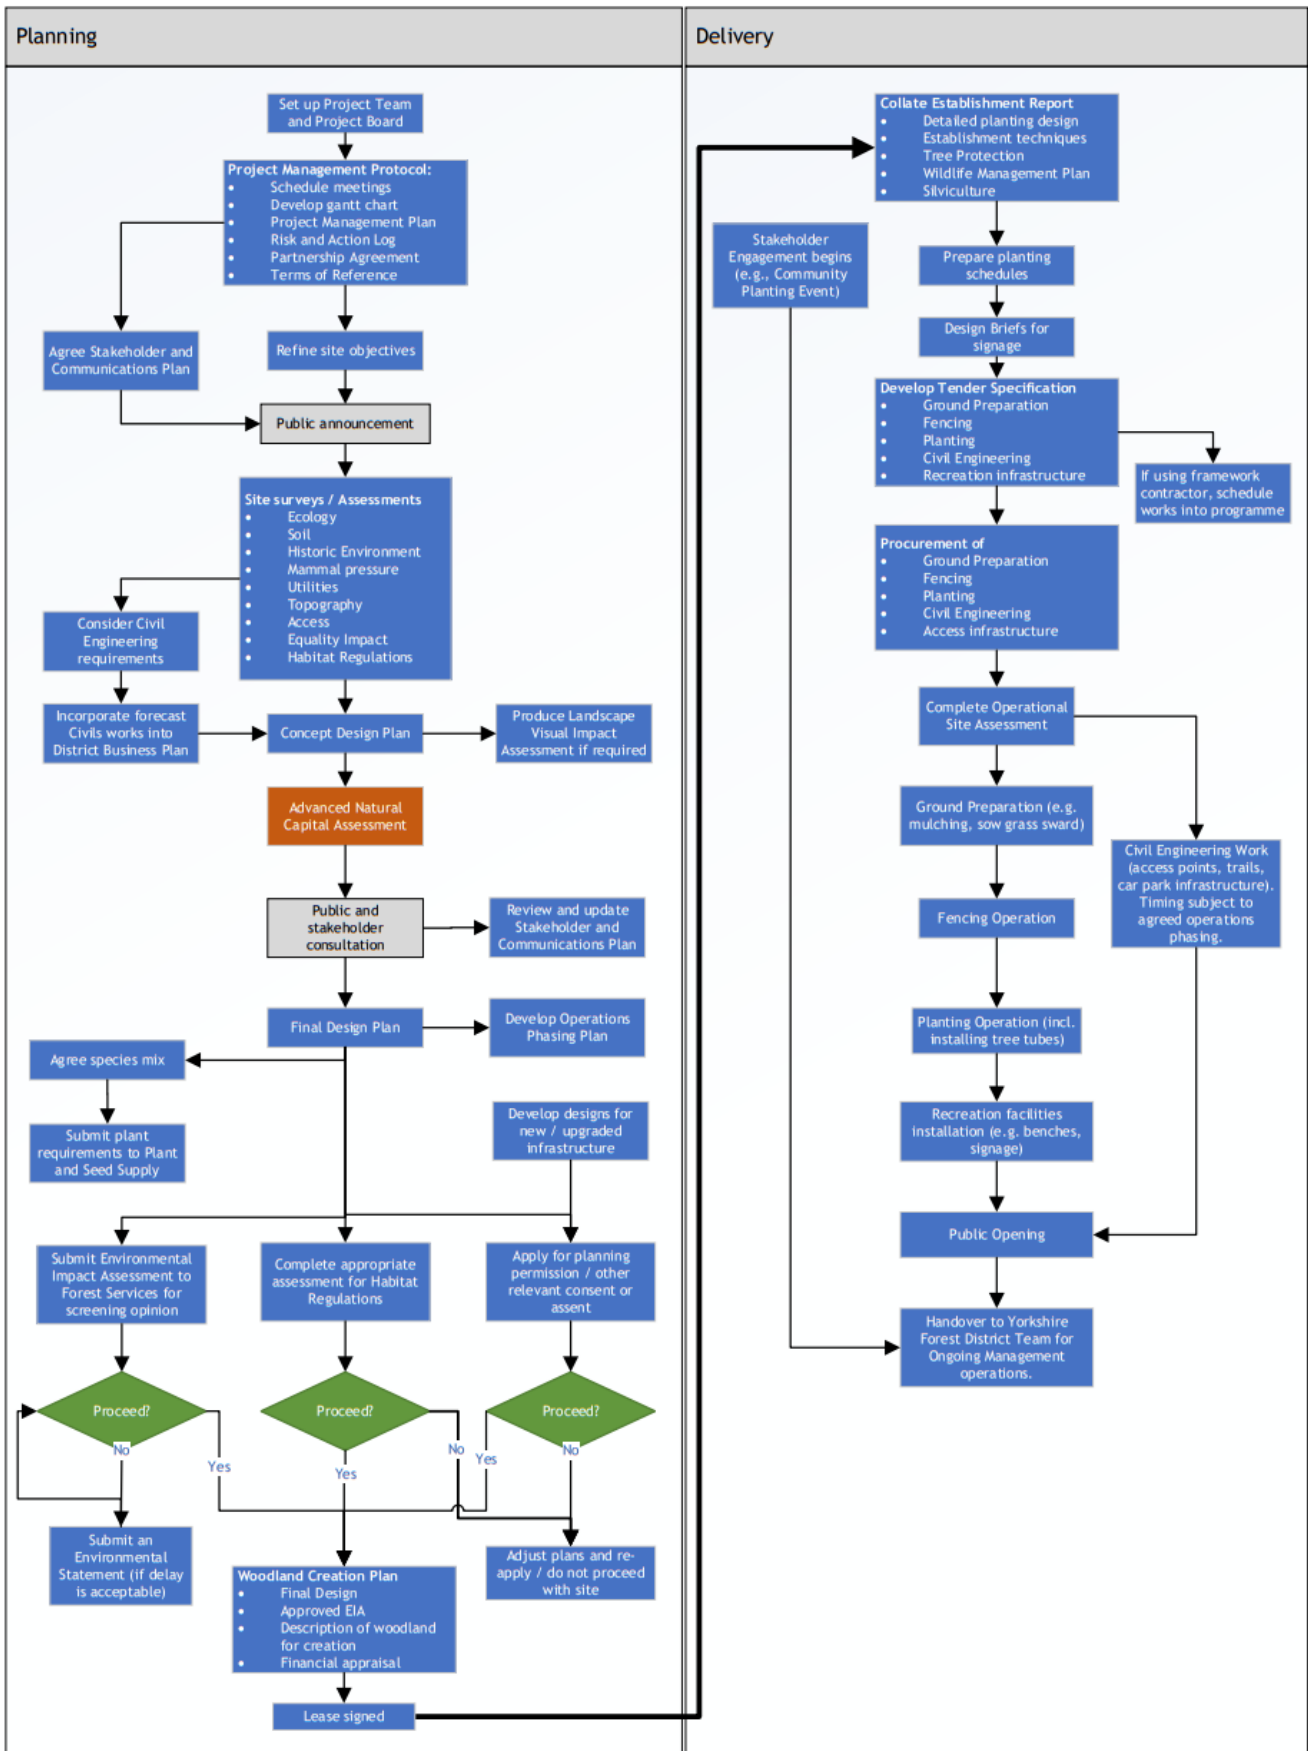 Planning
Set up Project Team
and Project Board
Project Management Protocol:
• Schedule meetings
• Develop gantt chart
• Project Management Plan
• Risk and Action Log
• Partnership Agreement
• Terms of Reference
Agree Stakeholder and
Communications Plan
Refine site objectives
Public announcement
Site surveys / Assessments
• Ecology
• Soil
• Historic Environment
• Mammal pressure
• Utilities
• Topography
• Access
• Equality Impact
• Habitat Regulations
Consider Civil
Engineering
requirements
Incorporate forecast
Civils works into
District Business Plan
Concept Design Plan
Produce Landscape
Visual Impact
Assessment if required
Advanced Natural
Capital Assessment
Public and
stakeholder
consultation
Review and update
Stakeholder and
Communications Plan
Final Design Plan
Develop Operations
Phasing Plan
Agree species mix
Submit plant
requirements to Plant
and Seed Supply
Develop designs for
new / upgraded
infrastructure
Submit Environmental
Impact Assessment to
Forest Services for
screening opinion
Complete appropriate
assessment for Habitat
Regulations
Apply for planning
permission / other
relevant consent or
assent
Proceed?
Proceed?
Proceed?
No
Yes
Yes
No
Yes
No
Submit an
Environmental
Statement (if delay
is acceptable)
Woodland Creation Plan
• Final Design
• Approved EIA
• Description of woodland
for creation
• Financial appraisal
Adjust plans and re-
apply / do not proceed
with site
Lease signed
Delivery
Collate Establishment Report
• Detailed planting design
• Establishment techniques
• Tree Protection
• Wildlife Management Plan
• Silviculture
Stakeholder
Engagement begins
(e.g., Community
Planting Event)
Prepare planting
schedules
Design Briefs for
signage
Develop Tender Specification
• Ground Preparation
• Fencing
• Planting
• Civil Engineering
• Recreation infrastructure
If using framework
contractor, schedule
works into programme
Procurement of
• Ground Preparation
• Fencing
• Planting
• Civil Engineering
• Access infrastructure
Complete Operational
Site Assessment
Ground Preparation (e.g.
mulching, sow grass sward)
Civil Engineering Work
(access points, trails,
car park infrastructure).
Timing subject to
agreed operations
phasing.
Fencing Operation
Planting Operation (incl.
installing tree tubes)
Recreation facilities
installation (e.g. benches,
signage)
Public Opening
Handover to Yorkshire
Forest District Team for
Ongoing Management
operations.